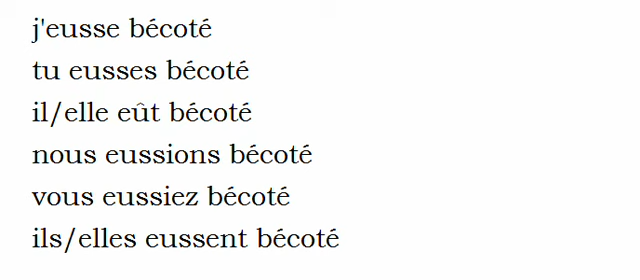 j'eusse bécoté
tu eusses bécoté
il/elle eût bécoté
nous eussions bécoté
vous eussiez bécoté
ils/elles eussent bécoté